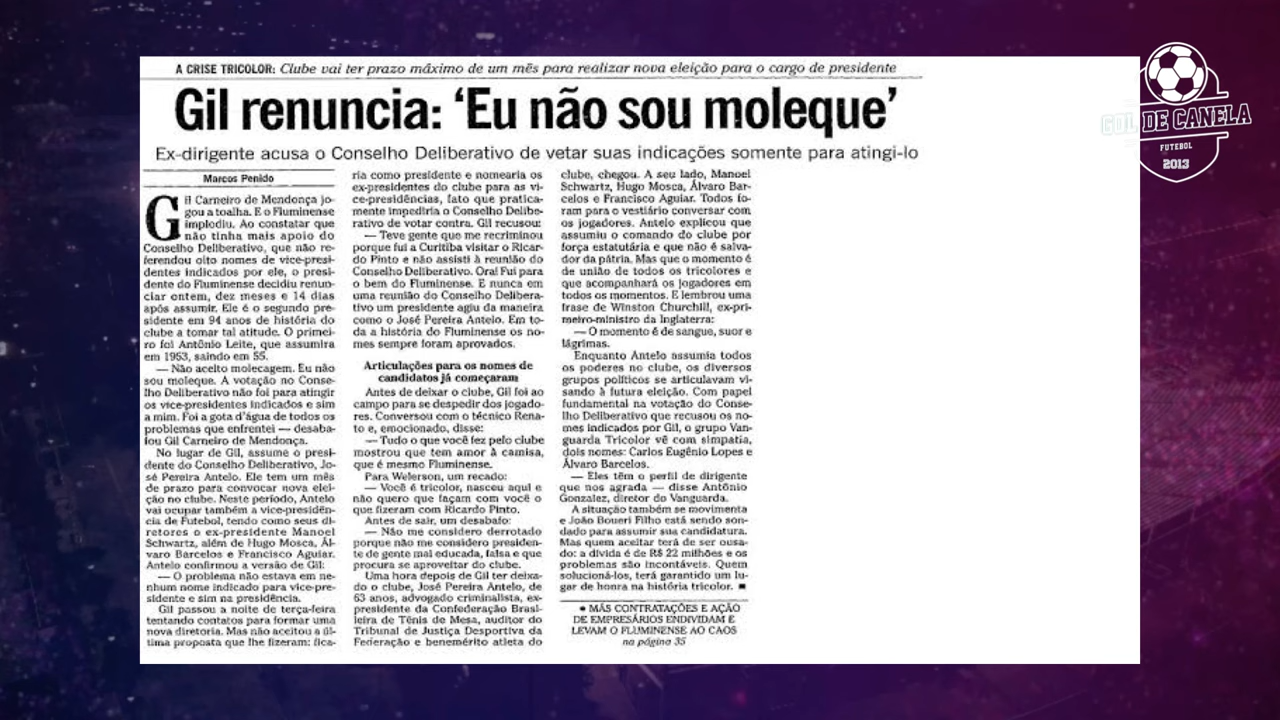 A CRISE TRICOLOR: Clube vai ter prazo máximo de um mês para realizar nova eleição para o cargo de presidente
Gil renuncia: ‘Eu não sou moleque’
Ex-dirigente acusa o Conselho Deliberativo de vetar suas indicações somente para atingi-lo
Marcos Penido
Gil Carneiro de Mendonça jo-
gou a toalha. E o Fluminense
implodiu. Ao constatar que
não tinha mais apoio do
Conselho Deliberativo, que não re-
ferendou oito nomes de vice-presi-
dentes indicados por ele, o presi-
dente do Fluminense decidiu renun-
ciar ontem, dez meses e 14 dias
após assumir. Ele é o segundo pre-
sidente em 94 anos de história do
clube a tomar tal atitude. O primei-
ro foi Antônio Leite, que assumira
em 1953, saindo em 55.
— Não aceito molecagem. Eu não
sou moleque. A votação no Conse-
lho Deliberativo não foi para atingir
os vice-presidentes indicados e sim
a mim. Foi a gota d'água de todos os
problemas que enfrentei — desaba-
fou Gil Carneiro de Mendonça.
No lugar de Gil, assume o presi-
dente do Conselho Deliberativo, Jo-
sé Pereira Antelo. Ele tem um mês
de prazo para convocar nova elei-
ção no clube. Neste período, Antelo
vai ocupar também a vice-presidên-
cia de Futebol, tendo como seus di-
retores o ex-presidente Manoel
Schwartz, além de Hugo Mosca, Ál-
varo Barcelos e Francisco Aguiar.
Antelo confirmou a versão de Gil:
— O problema não estava em ne-
nhum nome indicado para vice-pre-
sidente e sim na presidência.
Gil passou a noite de terça-feira
tentando contatos para formar uma
nova diretoria. Mas não aceitou a úl-
tima proposta que lhe fizeram: fica-
ria como presidente e nomearia os
ex-presidentes do clube para as vi-
ce-presidências, fato que pratica-
mente impediria o Conselho Delibe-
rativo de votar contra. Gil recusou:
— Teve gente que me recriminou
porque fui a Curitiba visitar o Ricar-
do Pinto e não assisti à reunião do
Conselho Deliberativo. Ora! Fui para
o bem do Fluminense. E nunca em
uma reunião do Conselho Delibera-
tivo um presidente agiu da maneira
como o José Pereira Antelo. Em to-
da a história do Fluminense os no-
mes sempre foram aprovados.
Articulações para os nomes de
candidatos já começaram
Antes de deixar o clube, Gil foi ao
campo para se despedir dos jogado-
res. Conversou com o técnico Rena-
to e, emocionado, disse:
— Tudo o que você fez pelo clube
mostrou que tem amor à camisa,
que é mesmo Fluminense.
Para Welerson, um recado:
— Você é tricolor, nasceu aqui e
não quero que façam com você o
que fizeram com Ricardo Pinto.
Antes de sair, um desabafo:
— Não me considero derrotado
porque não me considero presiden-
te de gente mal educada, falsa e que
procura se aproveitar do clube.
Uma hora depois de Gil ter deixa-
do o clube, José Pereira Antelo, de
63 anos, advogado criminalista, ex-
presidente da Confederação Brasi-
leira de Tênis de Mesa, auditor do
Tribunal de Justiça Desportiva da
Federação e benemérito atleta do
clube, chegou. A seu lado, Manoel
Schwartz, Hugo Mosca, Álvaro Bar-
celos e Francisco Aguiar. Todos fo-
ram para o vestiário conversar com
os jogadores. Antelo explicou que
assumiu o comando do clube por
força estatutária e que não é salva-
dor da pátria. Mas que o momento é
de união de todos os tricolores e
que acompanhará os jogadores em
todos os momentos. E lembrou uma
frase de Winston Churchill, ex-pri-
meiro-ministro da Inglaterra:
— O momento é de sangue, suor e
lágrimas.
Enquanto Antelo assumia todos
os poderes no clube, os diversos
grupos políticos se articulavam vi-
sando à futura eleição. Com papel
fundamental na votação do Conse-
lho Deliberativo que recusou os no-
mes indicados por Gil, o grupo Van-
guarda Tricolor vê com simpatia,
dois nomes: Carlos Eugênio Lopes e
Álvaro Barcelos.
— Eles têm o perfil de dirigente
que nos agrada — disse Antônio
Gonzalez, diretor do Vanguarda.
A situação também se movimenta
e João Boueri Filho está sendo son-
dado para assumir sua candidatura.
Mas quem aceitar terá de ser ousa-
do: a dívida é de R$ 22 milhões e os
problemas são incontáveis. Quem
solucioná-los, terá garantido um lu-
gar de honra na história tricolor. ■
● MÁS CONTRATAÇÕES E AÇÃO
DE EMPRESÁRIOS ENDIVIDAM E
LEVAM O FLUMINENSE AO CAOS
na página 35
GOL DE CANELA
FUTEBOL
2013